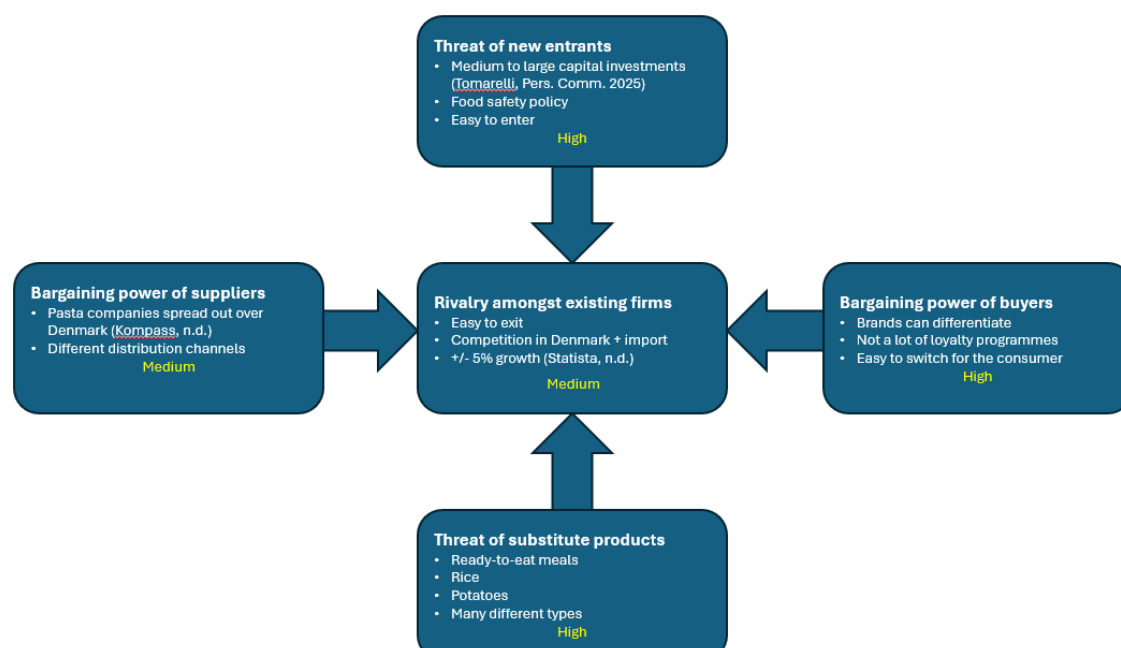 Threat of new entrants
• Medium to large capital investments
(Tomarelli, Pers. Comm. 2025)
• Food safety policy
• Easy to enter
High
Bargaining power of suppliers
• Pasta companies spread out over
Denmark (Kompass, n.d.)
• Different distribution channels
Medium
Rivalry amongst existing firms
• Easy to exit
• Competition in Denmark + import
• +/- 5% growth (Statista, n.d.)
Medium
Bargaining power of buyers
• Brands can differentiate
• Not a lot of loyalty programmes
• Easy to switch for the consumer
High
Threat of substitute products
• Ready-to-eat meals
• Rice
• Potatoes
• Many different types
High